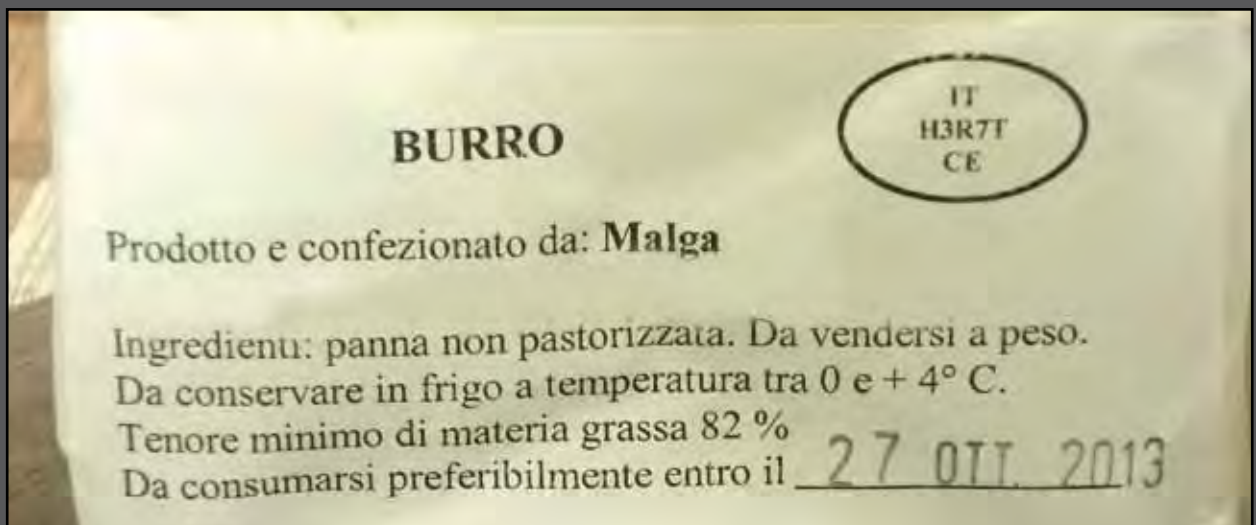 BURRO
IT
H3R7T
CE
Prodotto e confezionato da: Malga
Ingredienti: panna non pastorizzata. Da vendersi a peso.
Da conservare in frigo a temperatura tra 0 e + 4° C.
Tenore minimo di materia grassa 82 %
Da consumarsi preferibilmente entro il 27 OTT. 2013